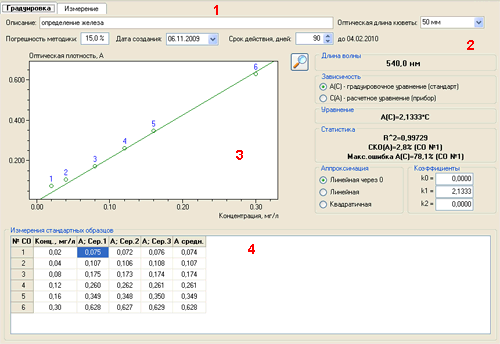 Градуировка Измерение
1
Описание: определение железа Оптическая длина кюветы: 50 мм
Погрешность методики: 15,0 % Дата создания: 06.11.2009 Срок действия, дней: 90 до 04.02.2010
2
Оптическая плотность, А
0.600
0.400
0.200
0.00 0.10 0.20 0.30
Концентрация, мг/л
1
2
3
4
5
6
3
Длина волны
540,0 нм
Зависимость
A(C) - градуировочное уравнение (стандарт)
C(A) - расчетное уравнение (прибор)
Уравнение
A(C)=2,1333*C
Статистика
R^2=0,99729
СКО(A)=2,8% (СО №1)
Макс.ошибка A(C)=78,1% (СО №1)
Аппроксимация
Линейная через 0
Линейная
Квадратичная
Коэффициенты
k0 = 0,0000
k1 = 2,1333
k2 = 0,0000
Измерения стандартных образцов
4
№ СО Конц., мг/л А; Сер.1 А; Сер.2 А; Сер.3 А средн.
1 0,02 0,075 0,072 0,076 0,074
2 0,04 0,107 0,106 0,108 0,107
3 0,08 0,175 0,173 0,174 0,174
4 0,12 0,260 0,262 0,261 0,261
5 0,16 0,349 0,348 0,350 0,349
6 0,30 0,628 0,627 0,629 0,628